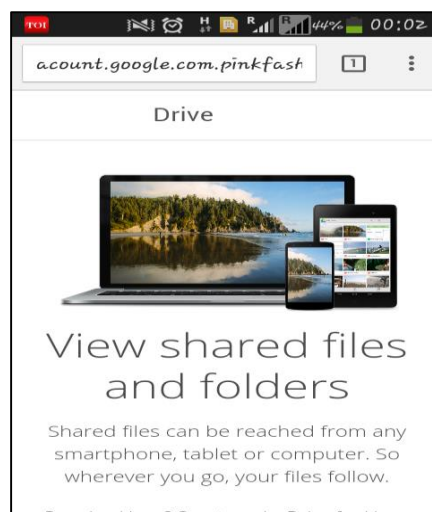 TOI H R R 44% 00:02
acount.google.com.pinkfash 1
Drive
View shared files
and folders
Shared files can be reached from any
smartphone, tablet or computer. So
wherever you go, your files follow.